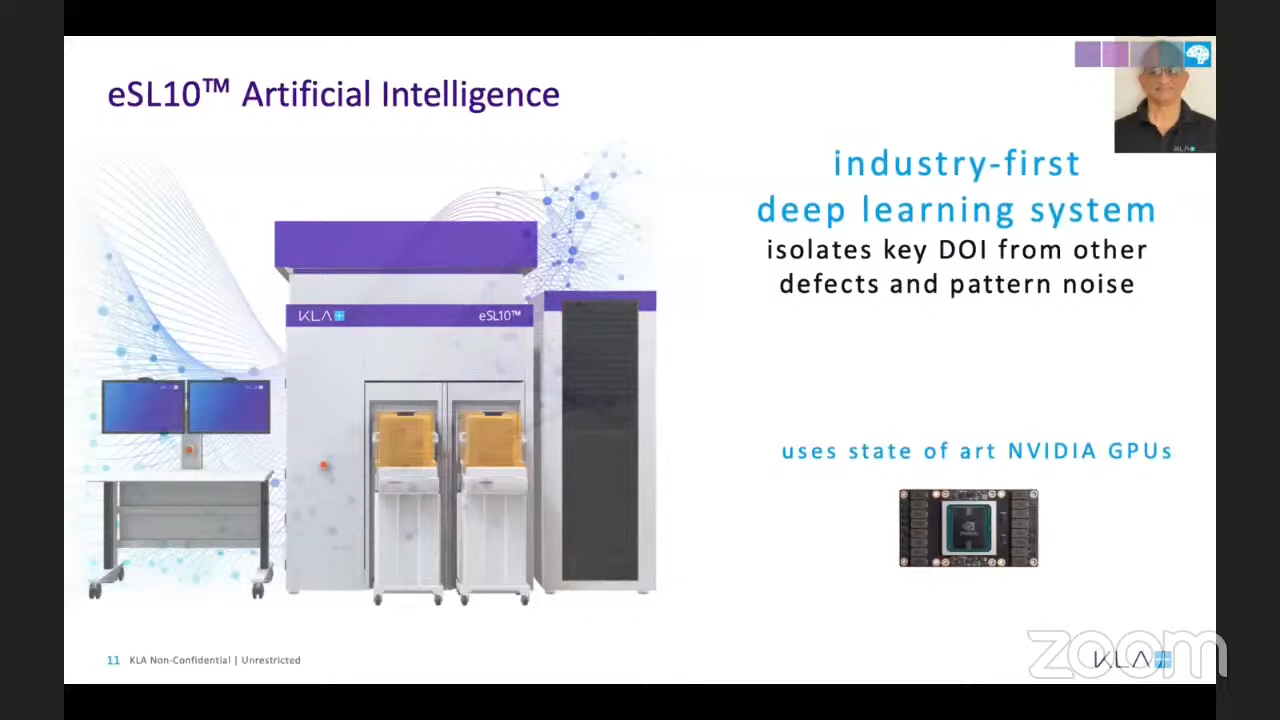 eSL10™ Artificial Intelligence
KLA
industry-first
deep learning system
isolates key DOI from other
defects and pattern noise
KLA
eSL10™
uses state of art NVIDIA GPUs
11 KLA Non-Confidential | Unrestricted
zoom
KLA